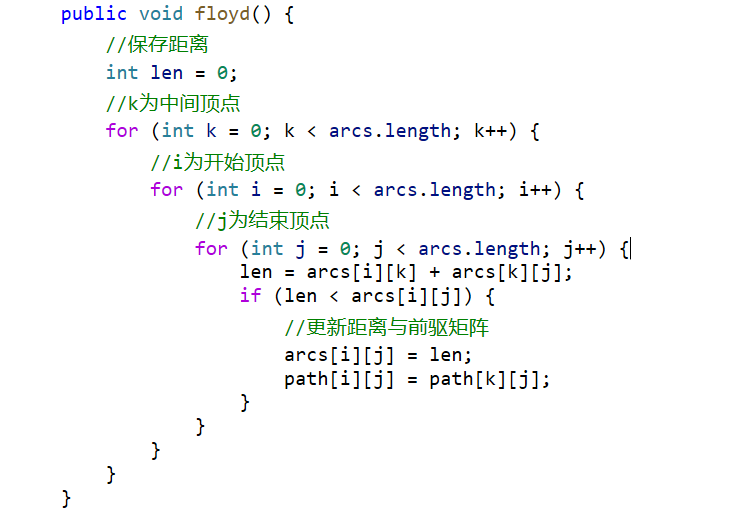 public void floyd() {
//保存距离
int len = 0;
//k为中间顶点
for (int k = 0; k < arcs.length; k++) {
//i为开始顶点
for (int i = 0; i < arcs.length; i++) {
//j为结束顶点
for (int j = 0; j < arcs.length; j++) {
len = arcs[i][k] + arcs[k][j];
if (len < arcs[i][j]) {
//更新距离与前驱矩阵
arcs[i][j] = len;
path[i][j] = path[k][j];
}
}
}
}
}